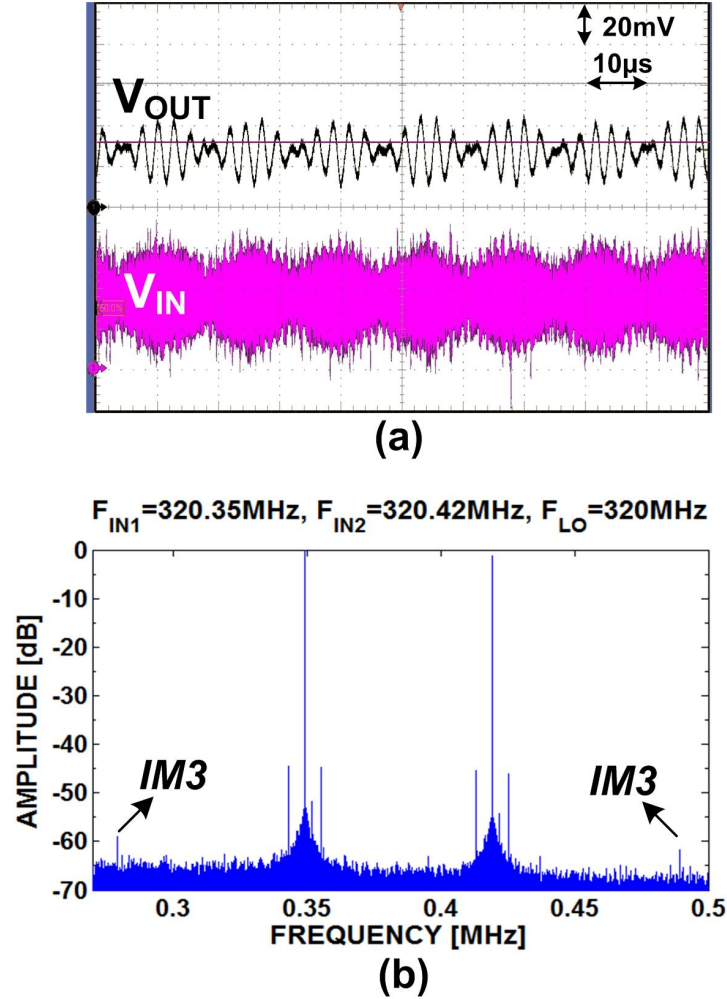 20mV
10µs
VOUT
VIN
50.0%
(a)
FIN1=320.35MHz, FIN2=320.42MHz, FLO=320MHz
0
-10
-20
-30
-40
-50
-60
-70
AMPLITUDE [dB]
IM3
IM3
0.3
0.35
0.4
0.45
0.5
FREQUENCY [MHz]
(b)